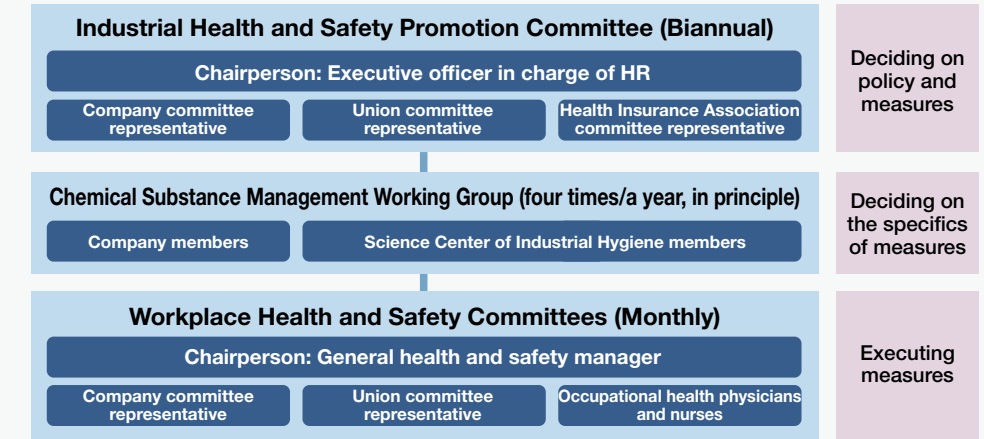 Industrial Health and Safety Promotion Committee (Biannual)
Chairperson: Executive officer in charge of HR
Company committee
representative
Union committee
representative
Health Insurance Association
committee representative
Deciding on
policy and
measures
Chemical Substance Management Working Group (four times/a year, in principle)
Company members
Science Center of Industrial Hygiene members
Deciding on
the specifics
of measures
Workplace Health and Safety Committees (Monthly)
Chairperson: General health and safety manager
Company committee
representative
Union committee
representative
Occupational health physicians
and nurses
Executing
measures